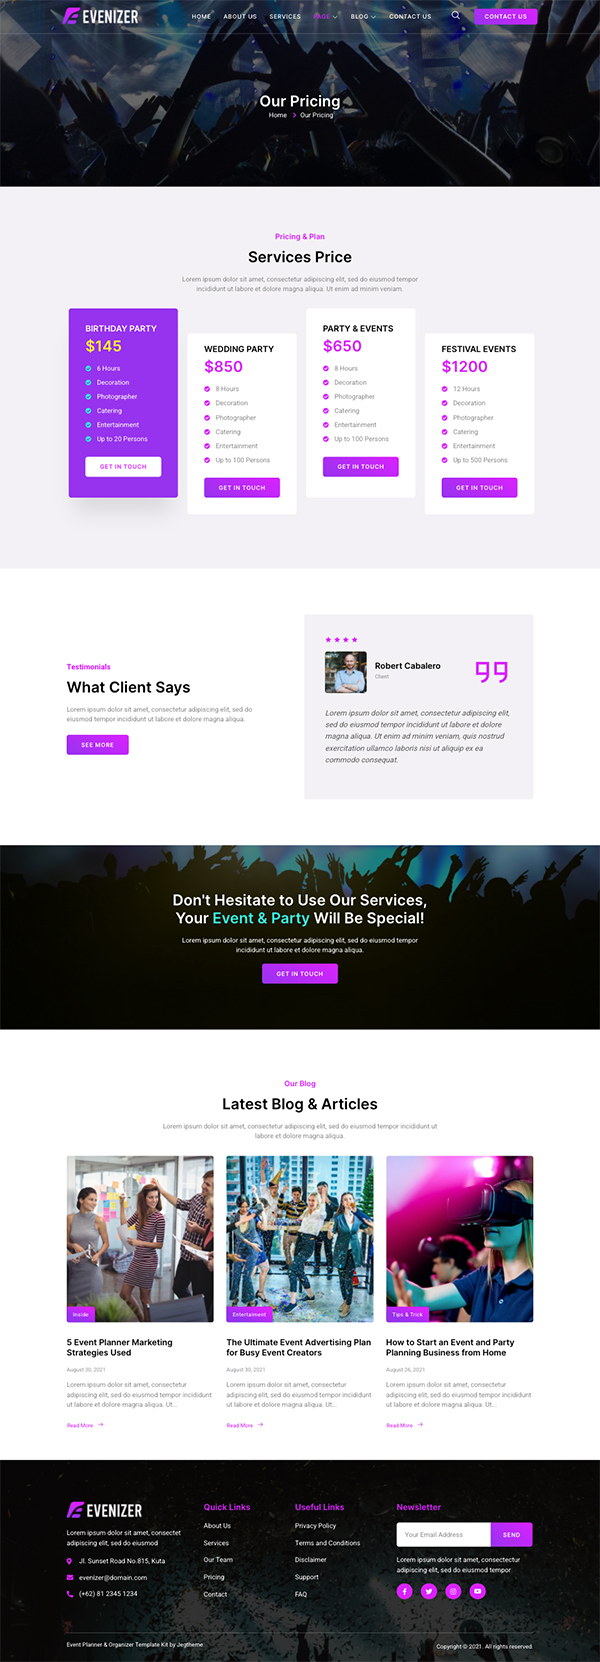 EVENIZER
HOME ABOUT US SERVICES PAGE BLOG CONTACT US CONTACT US
Our Pricing
Home Our Pricing
Pricing & Plan
Services Price
Lorem ipsum dolor sit amet, consectetur adipiscing elit, sed do eiusmod tempor
incididunt ut labore et dolore magna aliqua. Ut enim ad minim veniam.
BIRTHDAY PARTY
$145
6 Hours
Decoration
Photographer
Catering
Entertainment
Up to 20 Persons
GET IN TOUCH
WEDDING PARTY
$850
8 Hours
Decoration
Photographer
Catering
Entertainment
Up to 100 Persons
GET IN TOUCH
PARTY & EVENTS
$650
8 Hours
Decoration
Photographer
Catering
Entertainment
Up to 100 Persons
GET IN TOUCH
FESTIVAL EVENTS
$1200
12 Hours
Decoration
Photographer
Catering
Entertainment
Up to 500 Persons
GET IN TOUCH
Testimonials
What Client Says
Lorem ipsum dolor sit amet, consectetur adipiscing elit, sed do
eiusmod tempor incididunt ut labore et dolore magna aliqua.
SEE MORE
Robert Cabalero
Client
Lorem ipsum dolor sit amet, consectetur adipiscing elit,
sed do eiusmod tempor incididunt ut labore et dolore
magna aliqua. Ut enim ad minim veniam, quis nostrud
exercitation ullamco laboris nisi ut aliquip ex ea
commodo consequat.
Don't Hesitate to Use Our Services,
Your Event & Party Will Be Special!
Lorem ipsum dolor sit amet, consectetur adipiscing elit, sed do eiusmod tempor
incididunt ut labore et dolore magna aliqua.
GET IN TOUCH
Our Blog
Latest Blog & Articles
Lorem ipsum dolor sit amet, consectetur adipiscing elit, sed do eiusmod tempor incididunt ut
labore et dolore magna aliqua.
Inside
5 Event Planner Marketing
Strategies Used
August 30, 2021
Lorem ipsum dolor sit amet, consectetur
adipiscing elit, sed do eiusmod tempor incididunt
ut labore et dolore magna aliqua. Ut...
Read More
Entertaiment
The Ultimate Event Advertising Plan
for Busy Event Creators
August 30, 2021
Lorem ipsum dolor sit amet, consectetur
adipiscing elit, sed do eiusmod tempor incididunt
ut labore et dolore magna aliqua. Ut...
Read More
Tips & Trick
How to Start an Event and Party
Planning Business from Home
August 26, 2021
Lorem ipsum dolor sit amet, consectetur
adipiscing elit, sed do eiusmod tempor incididunt
ut labore et dolore magna aliqua. Ut...
Read More
EVENIZER
Lorem ipsum dolor sit amet, consectet
adipiscing elit, sed do eiusmod
Jl. Sunset Road No.815, Kuta
evenizer@domain.com
(+62) 81 2345 1234
Quick Links
About Us
Services
Our Team
Pricing
Contact
Useful Links
Privacy Policy
Terms and Conditions
Disclaimer
Support
FAQ
Newsletter
Your Email Address SEND
Lorem ipsum dolor sit amet, consectetur
adipiscing elit, sed do eiusmod tempor
Event Planner & Organizer Template Kit by Jegtheme
Copyright © 2021. All rights reserved.